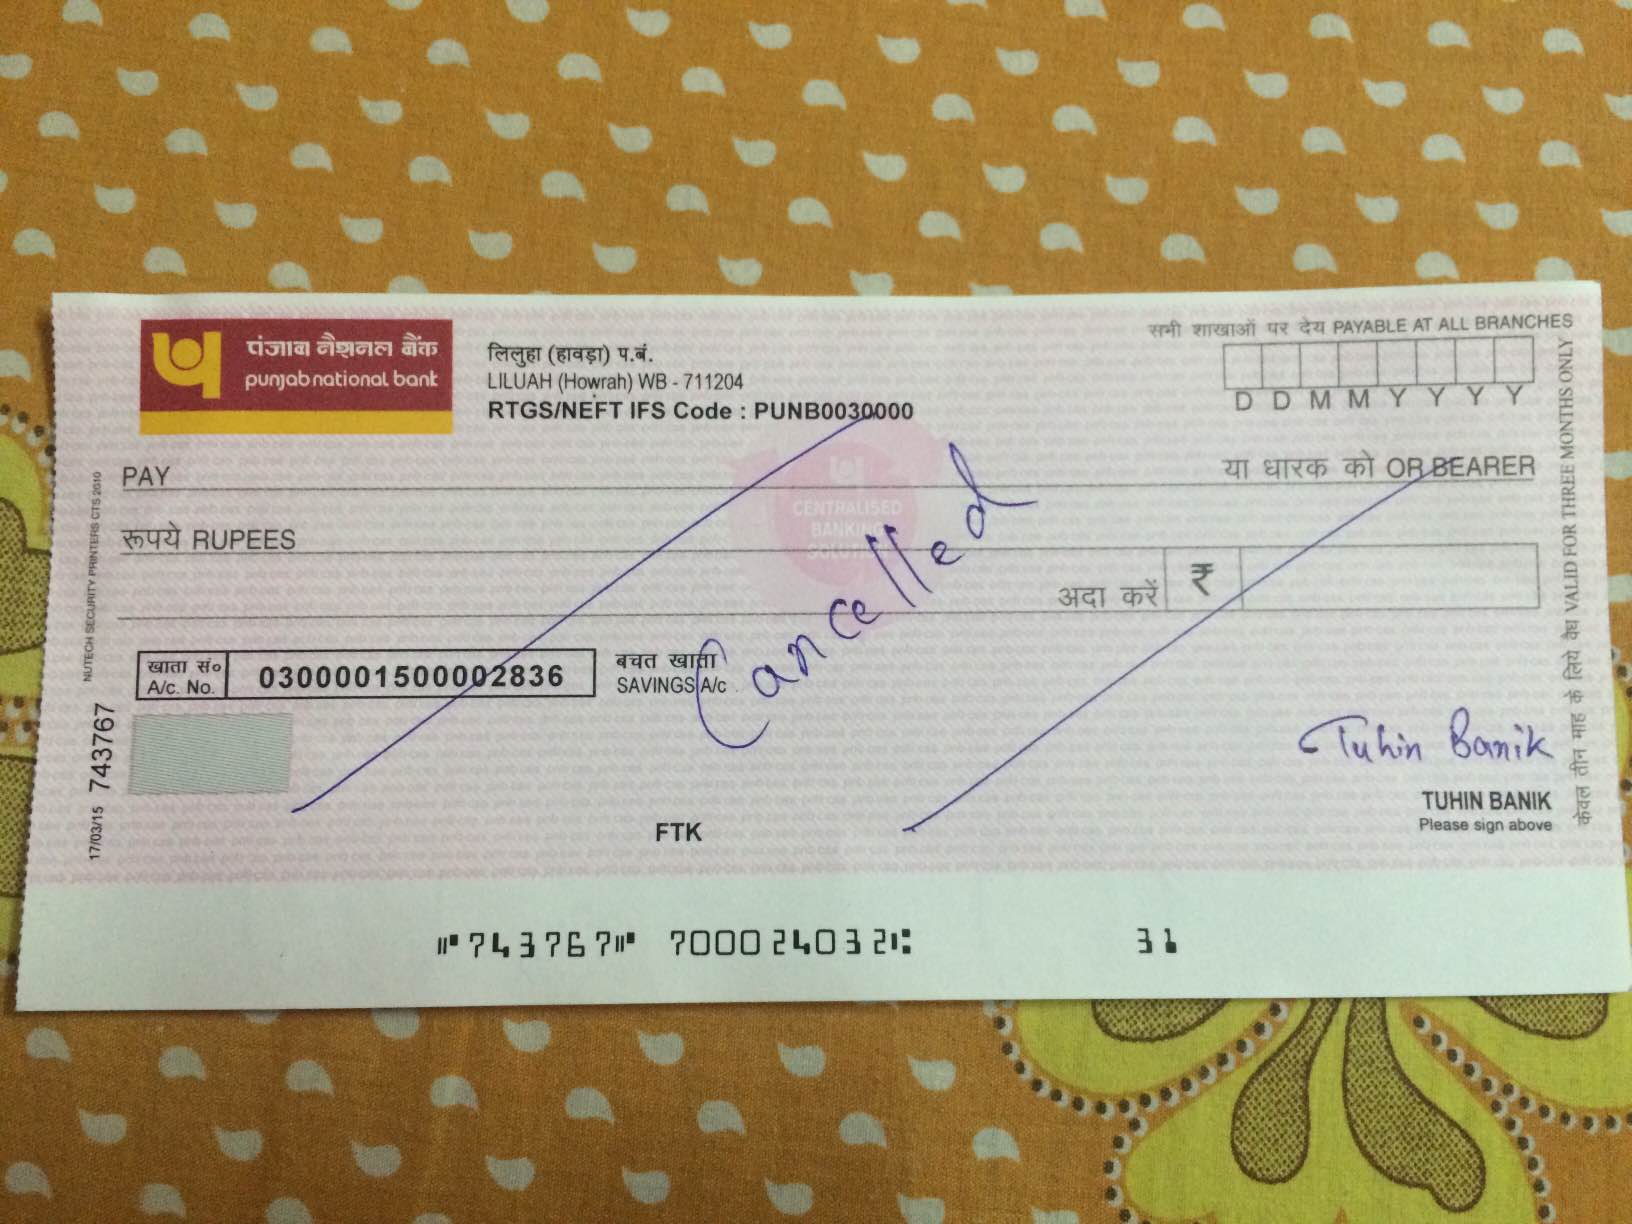 पंजाब नैशनल बैंक
punjab national bank
लिलुहा (हावड़ा) प.बं.
LILUAH (Howrah) WB - 711204
RTGS/NEFT IFS Code : PUNB0030000
सभी शाखाओं पर देय PAYABLE AT ALL BRANCHES
D D M M Y Y Y Y
PAY
या धारक को OR BEARER
CENTRALISED
BANKING
रूपये RUPEES
अदा करें ₹
Cancelled
खाता सं०
A/c. No.
0300001500002836
बचत खाता
SAVINGS A/c
Tuhin Banik
TUHIN BANIK
Please sign above
FTK
17/03/15 743767
NUTECH SECURITY PRINTERS CTS 2010
केवल तीन माह के लिये वैध VALID FOR THREE MONTHS ONLY
⑈743767⑈ 700024032⑆ 31